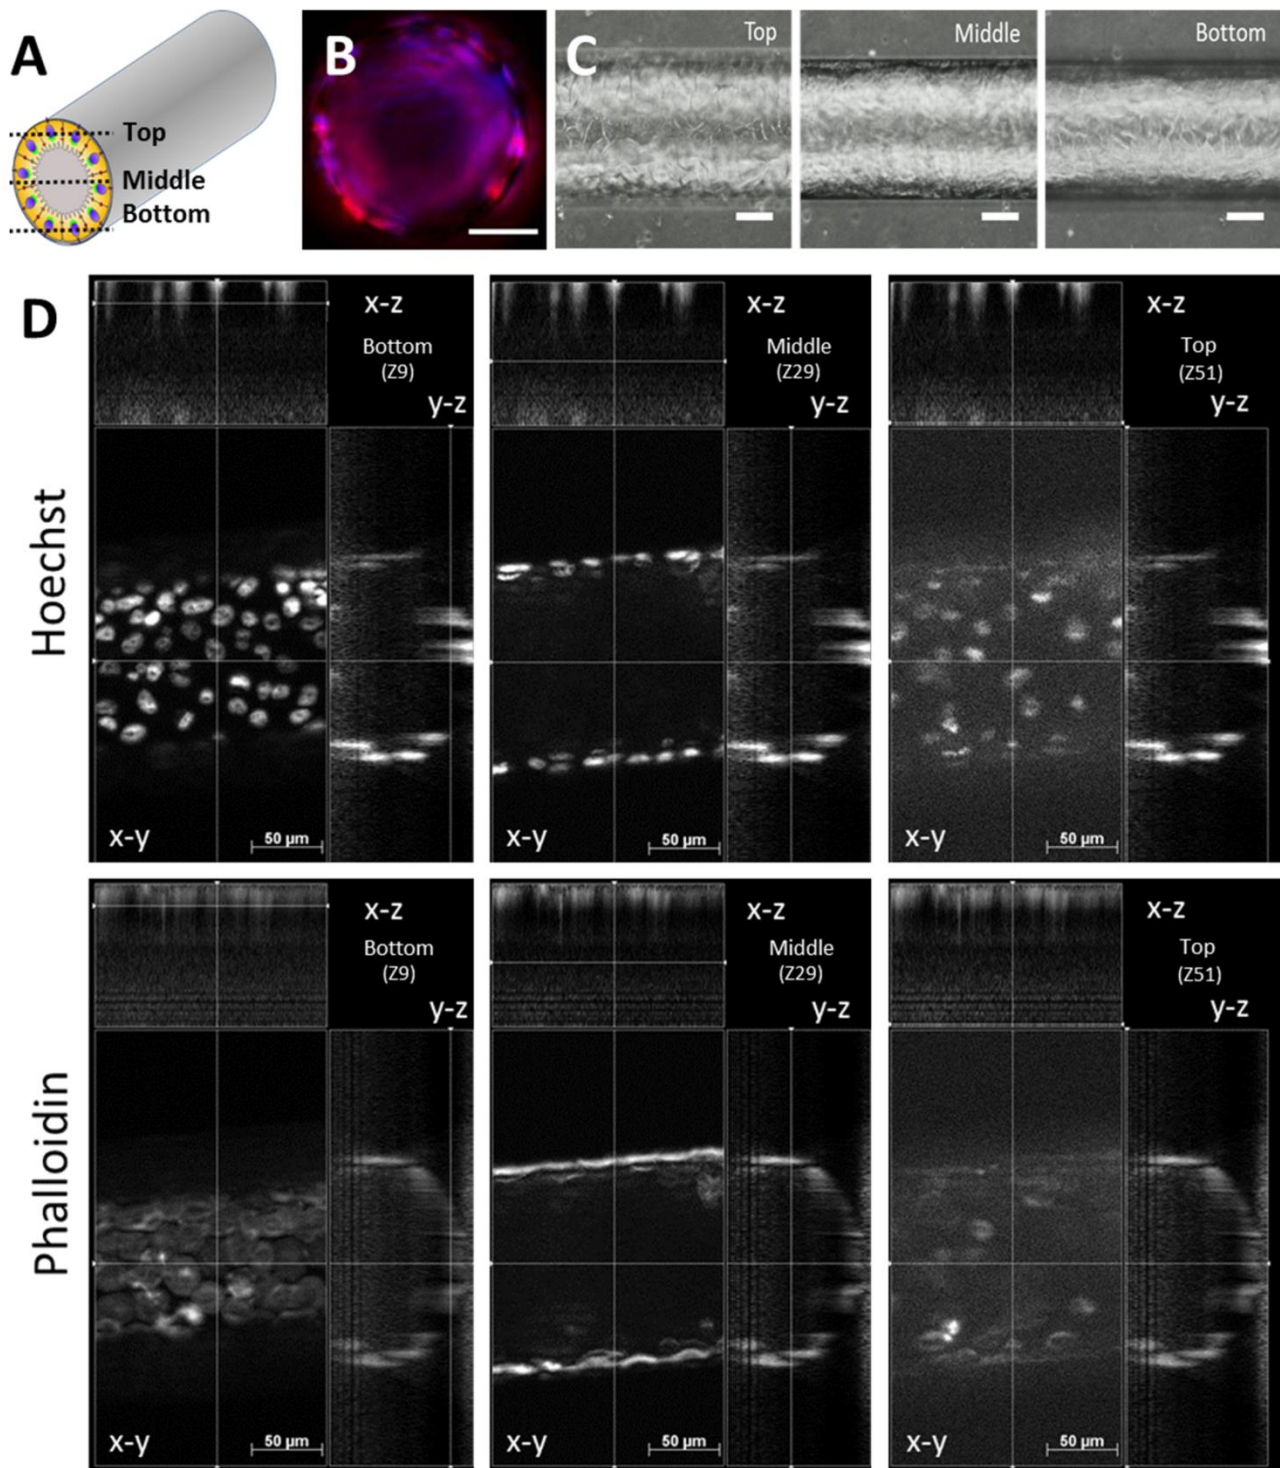 A
Top
Middle
Bottom
B
C
Top
Middle
Bottom
D
Hoechst
x-z
Bottom
(Z9)
y-z
x-y
50 µm
x-z
Middle
(Z29)
y-z
x-y
50 µm
x-z
Top
(Z51)
y-z
x-y
50 µm
Phalloidin
x-z
Bottom
(Z9)
y-z
x-y
50 µm
x-z
Middle
(Z29)
y-z
x-y
50 µm
x-z
Top
(Z51)
y-z
x-y
50 µm